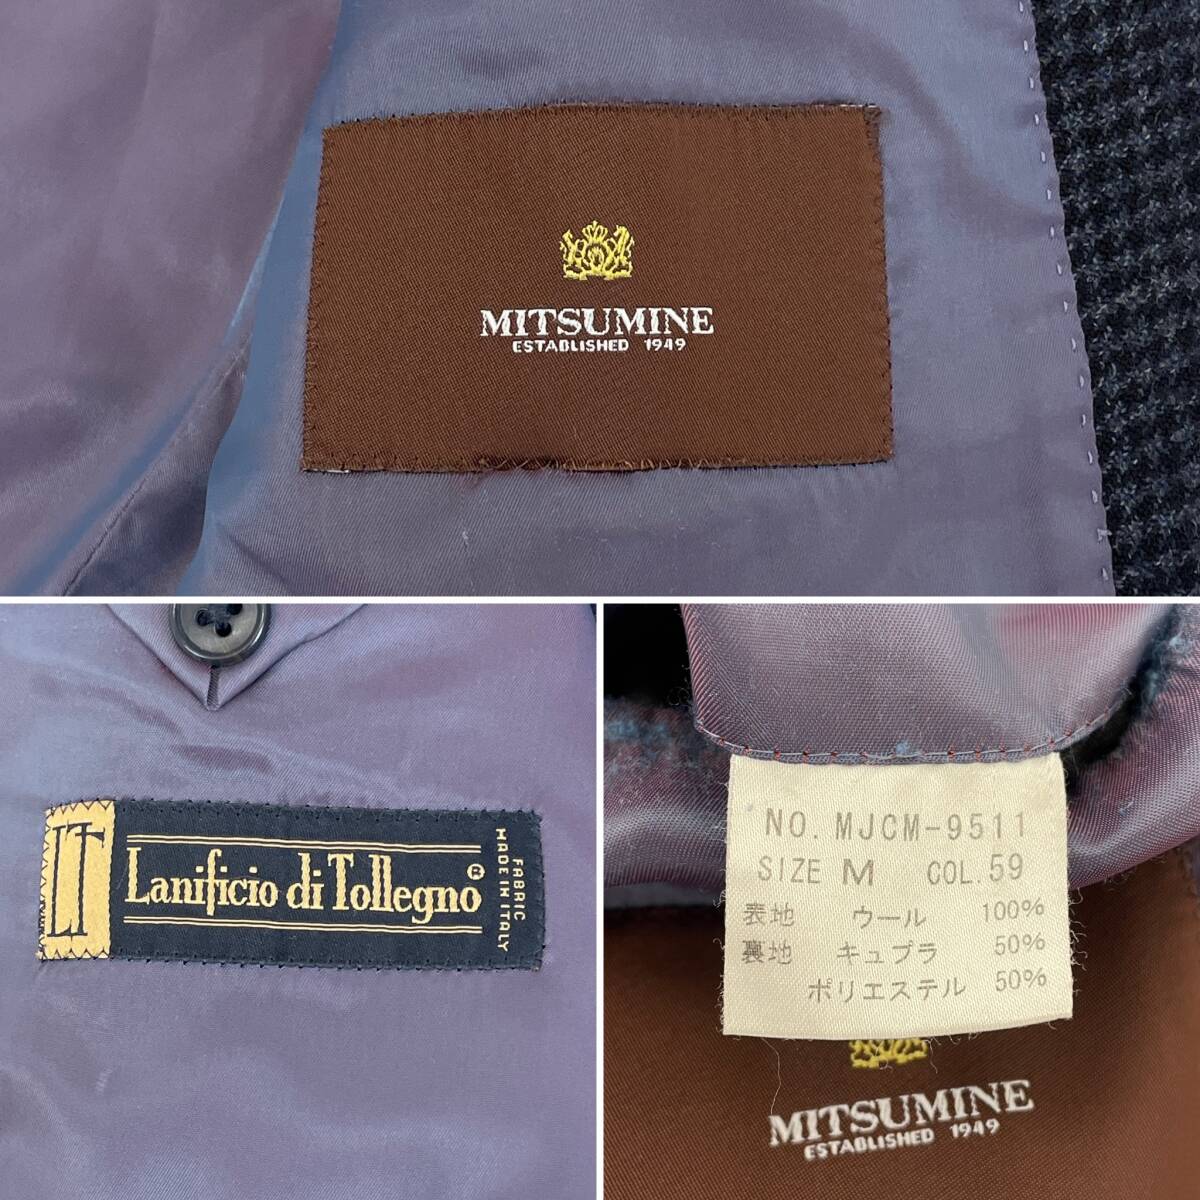 MITSUMINE
ESTABLISHED 1949
LT
Lanificio di Tollegno ®
FABRIC
MADE IN ITALY
NO. MJCM-9511
SIZE M COL. 59
表地 ウール 100%
裏地 キュプラ 50%
ポリエステル 50%
MITSUMINE
ESTABLISHED 1949